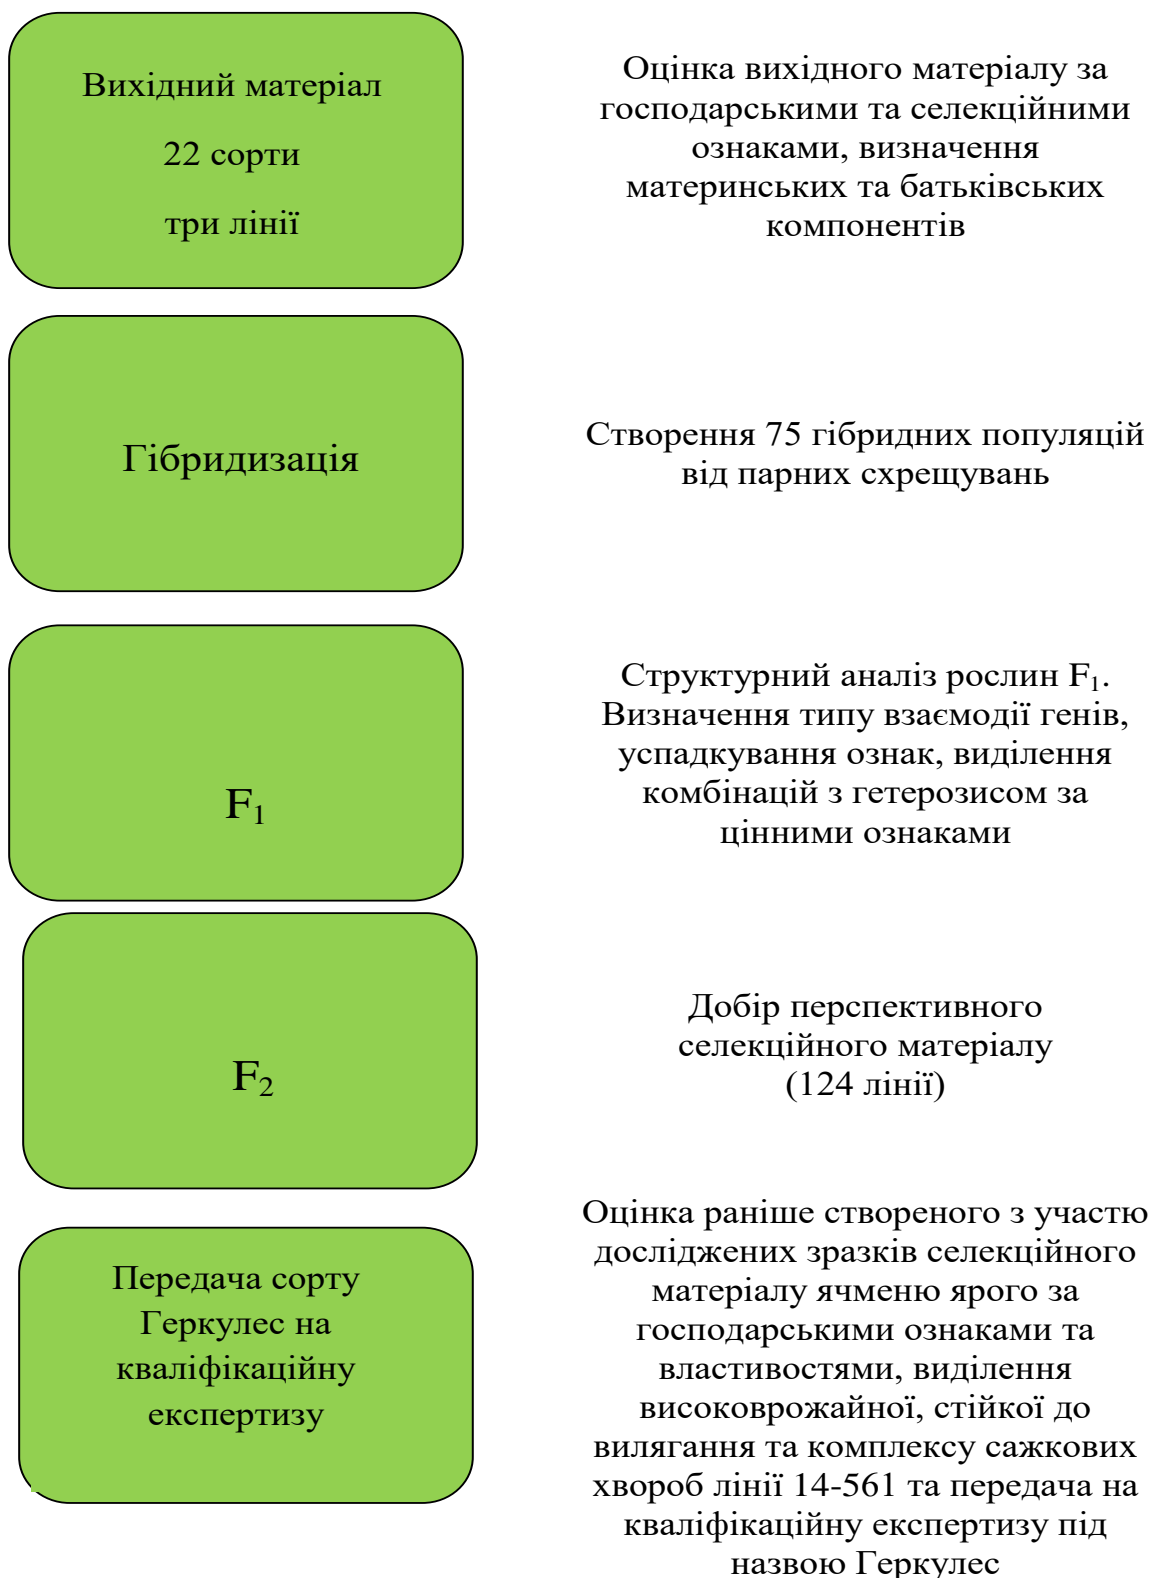 Вихідний матеріал
22 сорти
три лінії
Оцінка вихідного матеріалу за
господарськими та селекційними
ознаками, визначення
материнських та батьківських
компонентів
Гібридизація
Створення 75 гібридних популяцій
від парних схрещувань
F₁
Структурний аналіз рослин F₁.
Визначення типу взаємодії генів,
успадкування ознак, виділення
комбінацій з гетерозисом за
цінними ознаками
F₂
Добір перспективного
селекційного матеріалу
(124 лінії)
Передача сорту
Геркулес на
кваліфікаційну
експертизу
Оцінка раніше створеного з участю
досліджених зразків селекційного
матеріалу ячменю ярого за
господарськими ознаками та
властивостями, виділення
високоврожайної, стійкої до
вилягання та комплексу сажкових
хвороб лінії 14-561 та передача на
кваліфікаційну експертизу під
назвою Геркулес